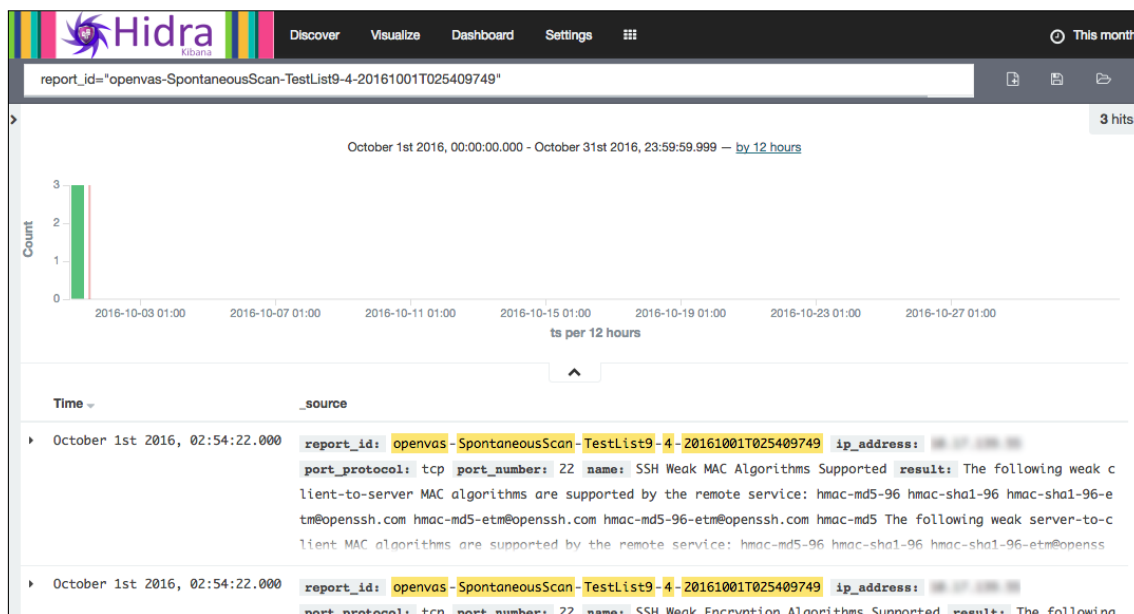 Hidra
Kibana
Discover Visualize Dashboard Settings This month
report_id="openvas-SpontaneousScan-TestList9-4-20161001T025409749"
3 hits
October 1st 2016, 00:00:00.000 - October 31st 2016, 23:59:59.999 — by 12 hours
3
2
1
0
Count
2016-10-03 01:00 2016-10-07 01:00 2016-10-11 01:00 2016-10-15 01:00 2016-10-19 01:00 2016-10-23 01:00 2016-10-27 01:00
ts per 12 hours
Time _source
October 1st 2016, 02:54:22.000 report_id: openvas-SpontaneousScan-TestList9-4-20161001T025409749 ip_address:
port_protocol: tcp port_number: 22 name: SSH Weak MAC Algorithms Supported result: The following weak c
lient-to-server MAC algorithms are supported by the remote service: hmac-md5-96 hmac-sha1-96 hmac-sha1-96-e
tm@openssh.com hmac-md5-etm@openssh.com hmac-md5-96-etm@openssh.com hmac-md5 The following weak server-to-c
lient MAC algorithms are supported by the remote service: hmac-md5-96 hmac-sha1-96 hmac-sha1-96-etm@openss
October 1st 2016, 02:54:22.000 report_id: openvas-SpontaneousScan-TestList9-4-20161001T025409749 ip_address:
port_protocol: tcp port_number: 22 name: SSH Weak Encryption Algorithms Supported result: The following